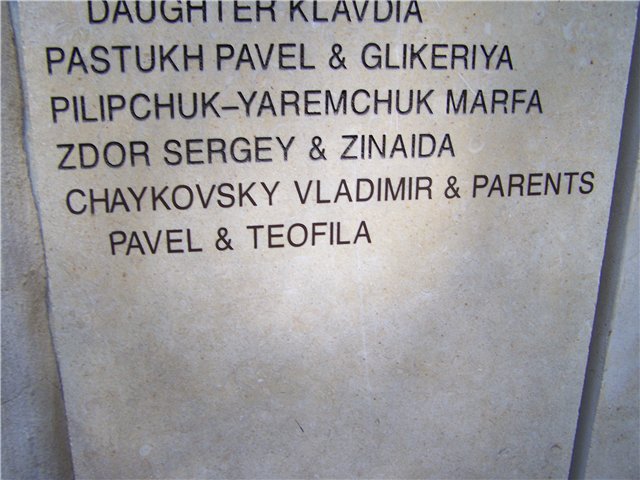 DAUGHTER KLAVDIA
PASTUKH PAVEL & GLIKERIYA
PILIPCHUK-YAREMCHUK MARFA
ZDOR SERGEY & ZINAIDA
CHAYKOVSKY VLADIMIR & PARENTS
PAVEL & TEOFILA